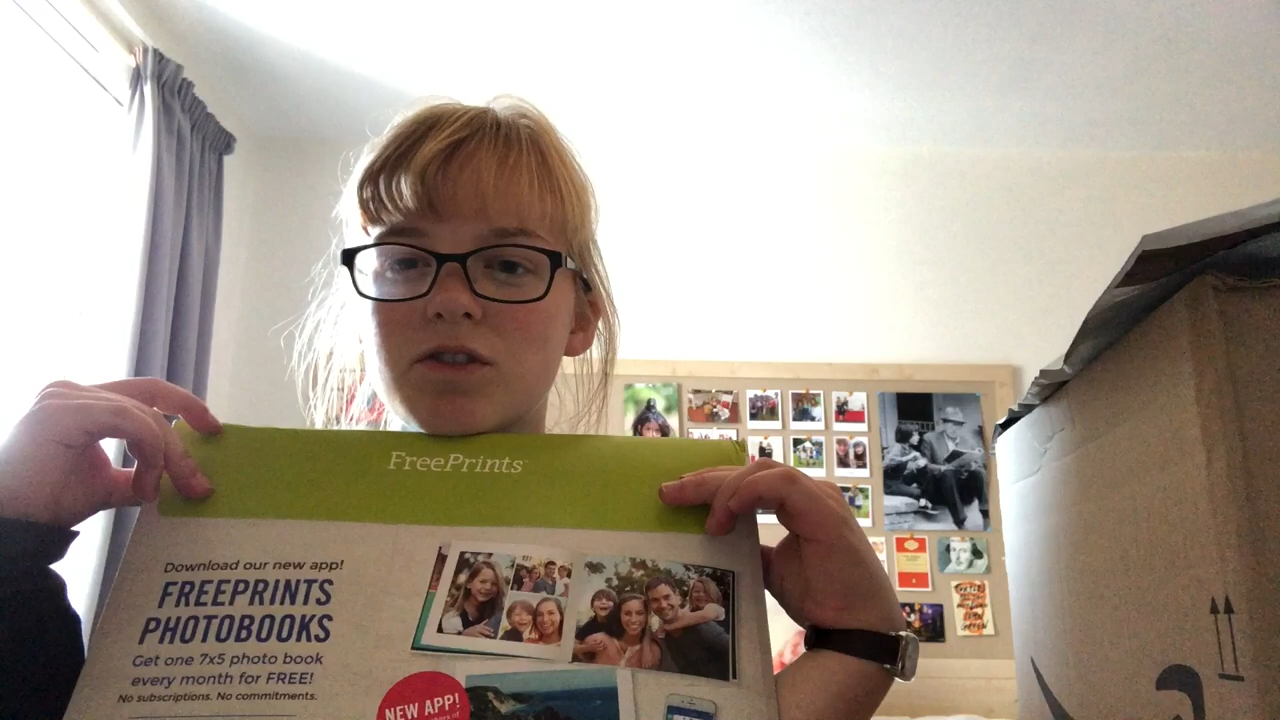 FreePrints
Download our new app!
FREEPRINTS
PHOTOBOOKS
Get one 7x5 photo book
every month for FREE!
No subscriptions. No commitments.
NEW APP!